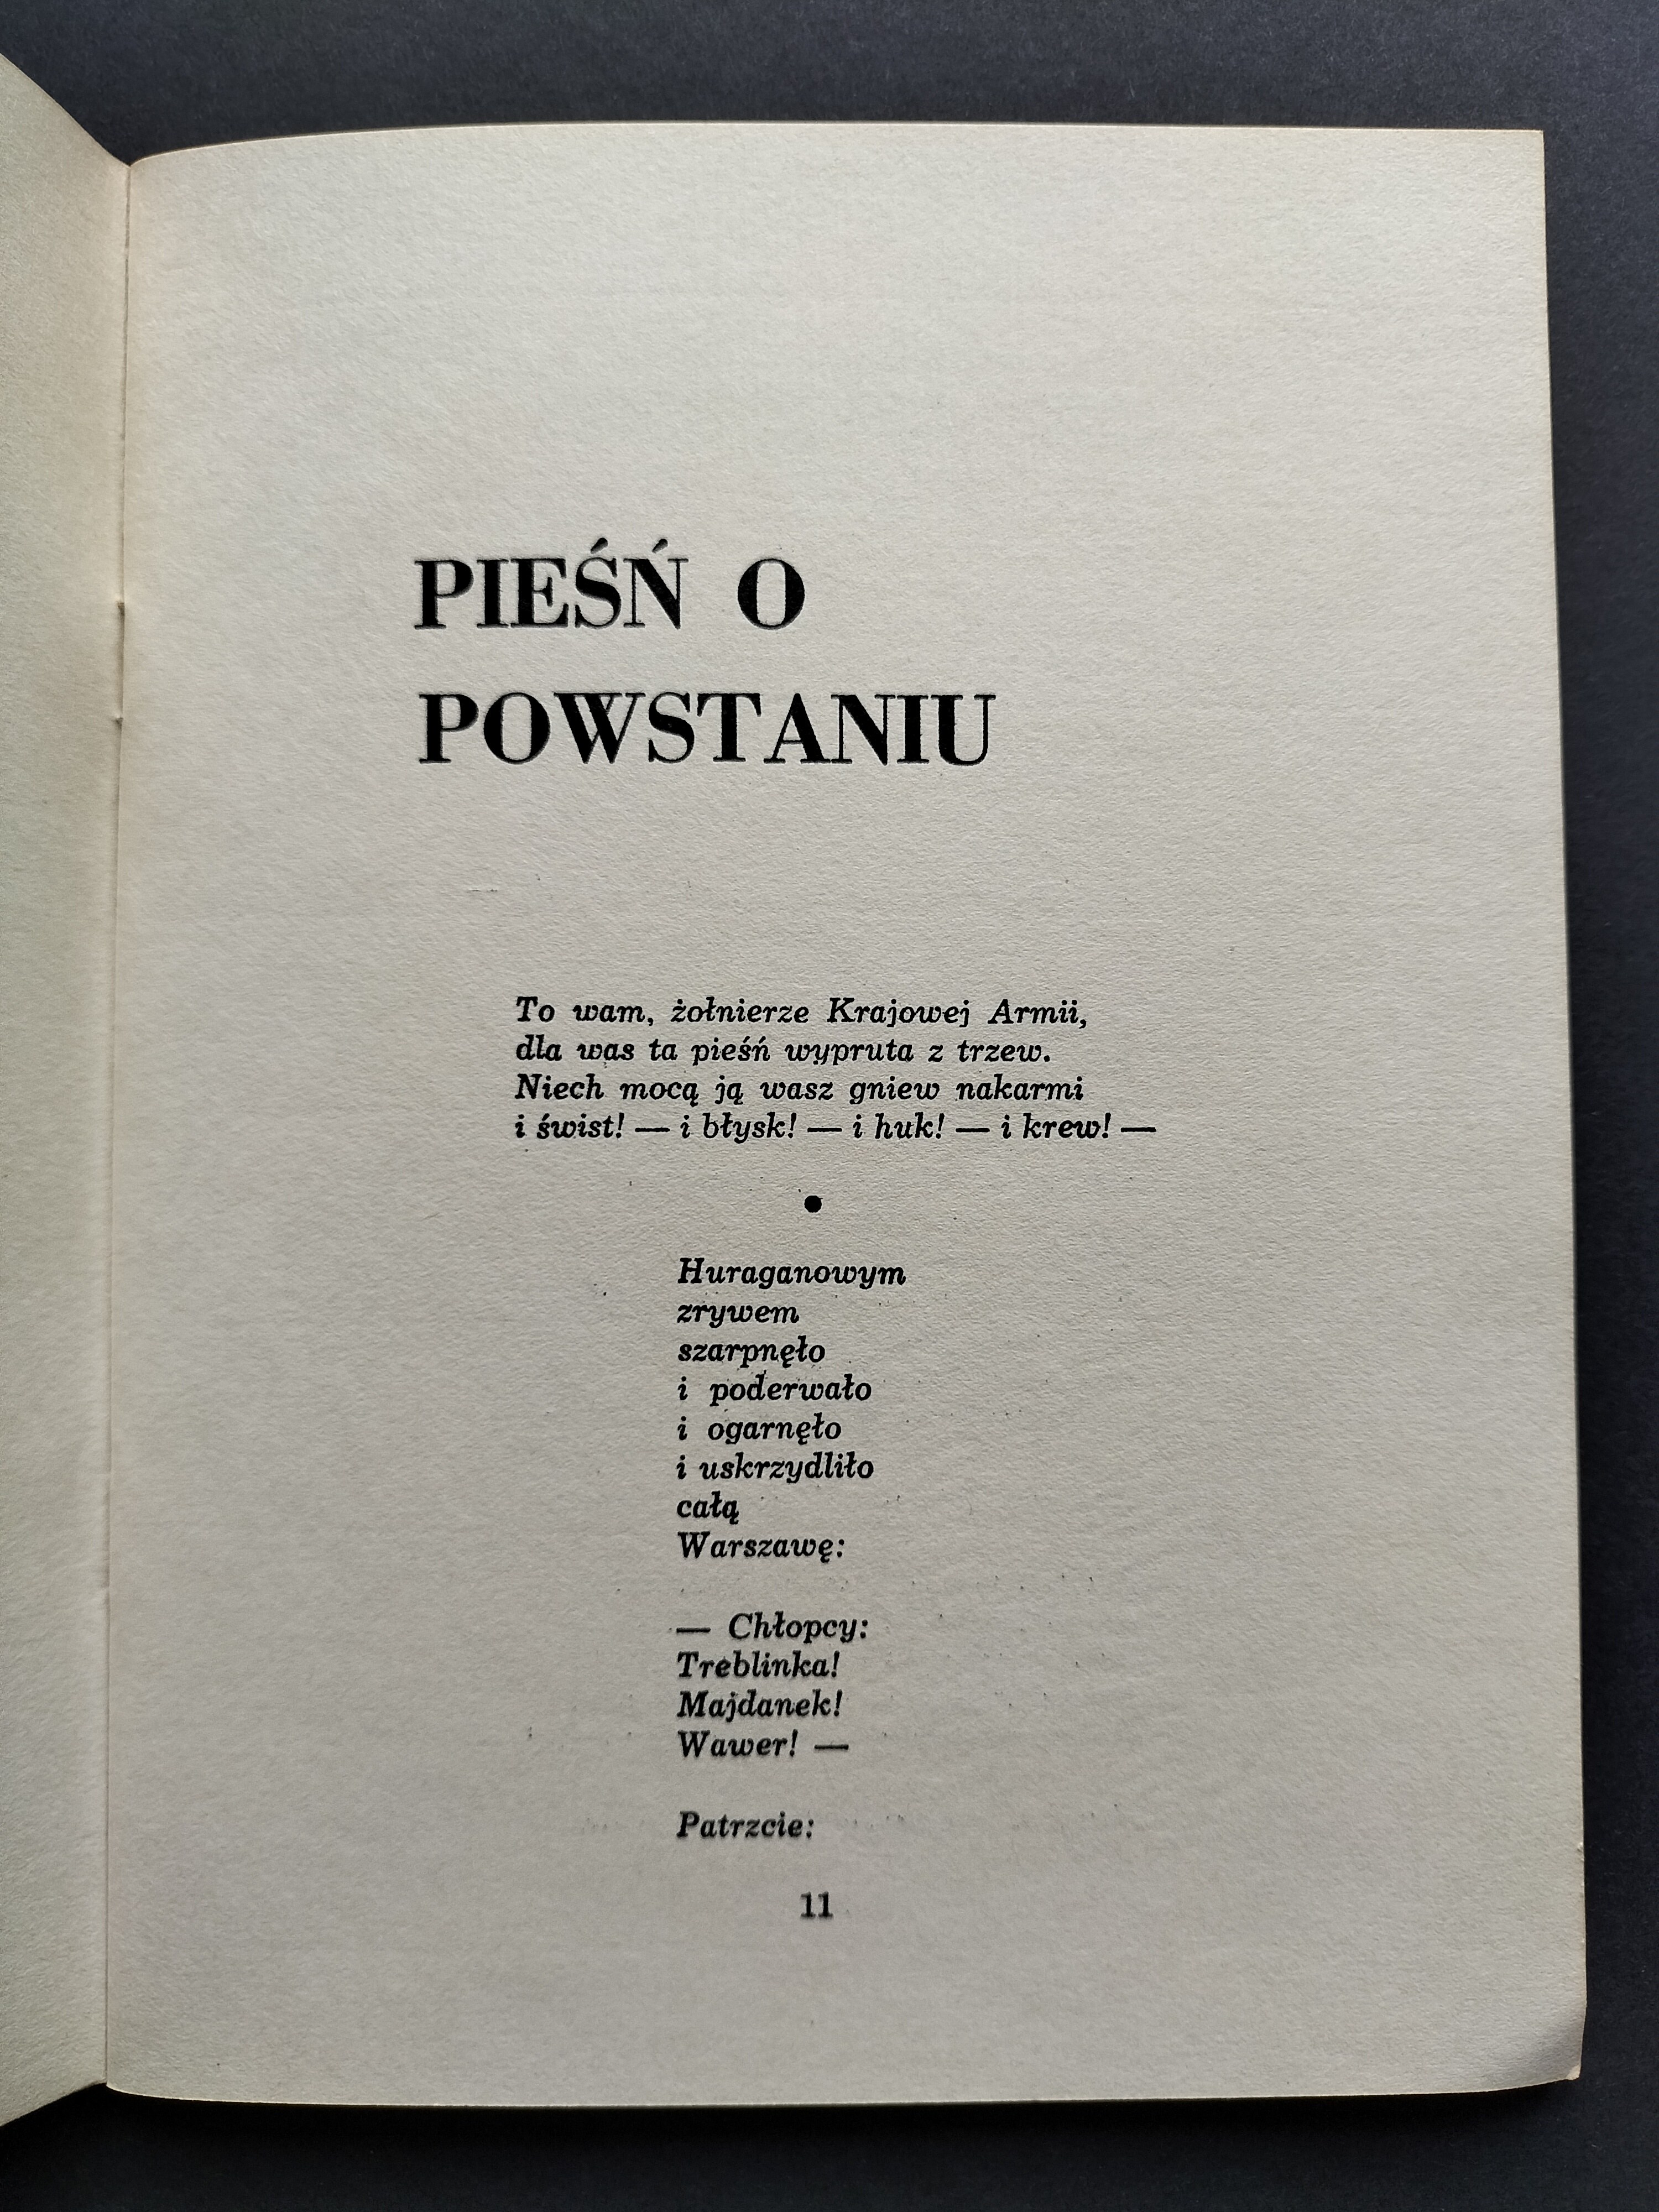 PIEŚŃ O
POWSTANIU
To wam, żołnierze Krajowej Armii,
dla was ta pieśń wypruta z trzew.
Niech mocą ją wasz gniew nakarmi
i świst! — i błysk! — i huk! — i krew! —
●
Huraganowym
zrywem
szarpnęło
i poderwało
i ogarnęło
i uskrzydliło
całą
Warszawę:
— Chłopcy:
Treblinka!
Majdanek!
Wawer! —
Patrzcie:
11